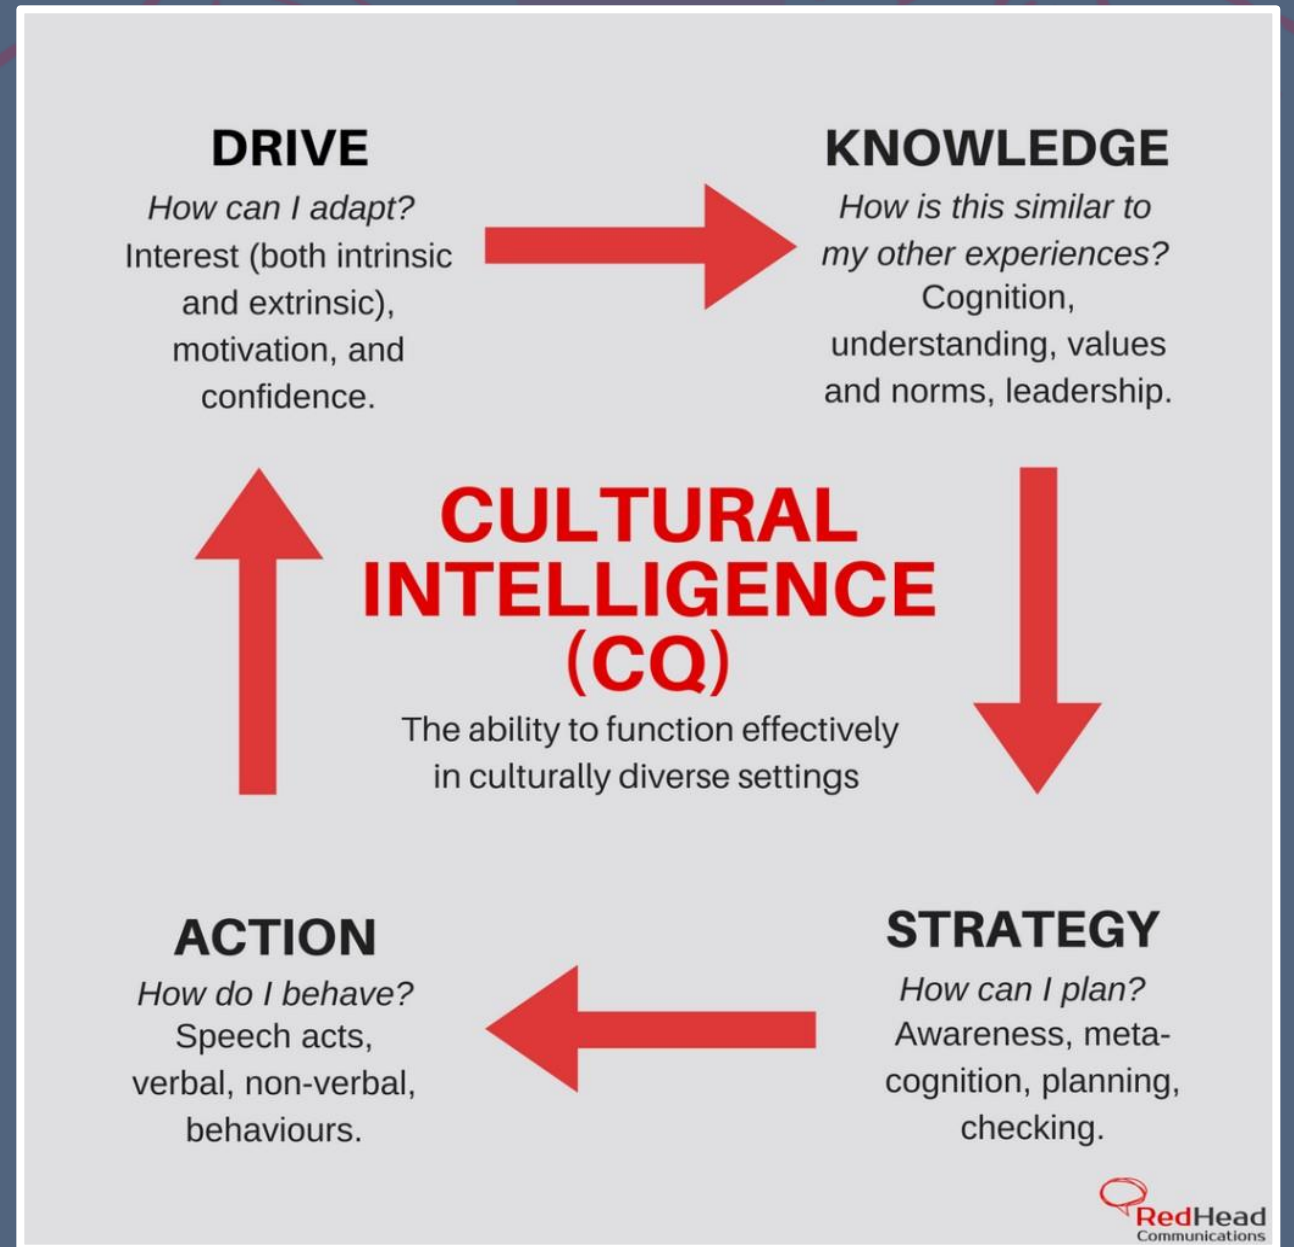 DRIVE
How can I adapt?
Interest (both intrinsic
and extrinsic),
motivation, and
confidence.
KNOWLEDGE
How is this similar to
my other experiences?
Cognition,
understanding, values
and norms, leadership.
CULTURAL
INTELLIGENCE
(CQ)
The ability to function effectively
in culturally diverse settings
ACTION
How do I behave?
Speech acts,
verbal, non-verbal,
behaviours.
STRATEGY
How can I plan?
Awareness, meta-
cognition, planning,
checking.
RedHead
Communications